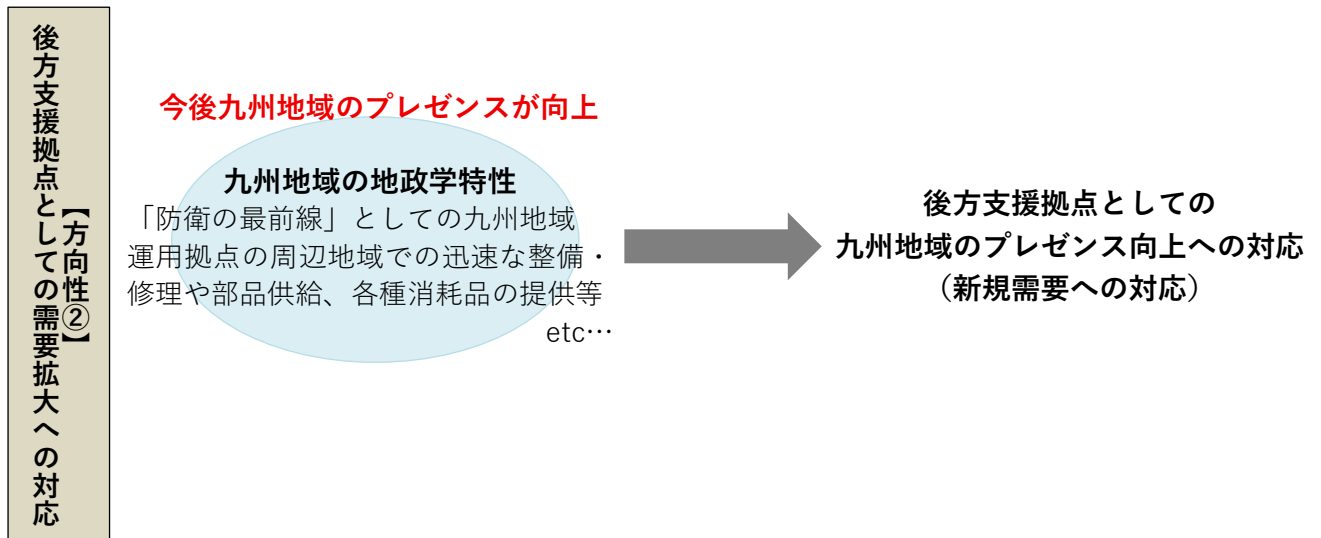 【方向性②】
後方支援拠点としての需要拡大への対応
今後九州地域のプレゼンスが向上
九州地域の地政学特性
「防衛の最前線」としての九州地域
運用拠点の周辺地域での迅速な整備・
修理や部品供給、各種消耗品の提供等
etc…
後方支援拠点としての
九州地域のプレゼンス向上への対応
（新規需要への対応）